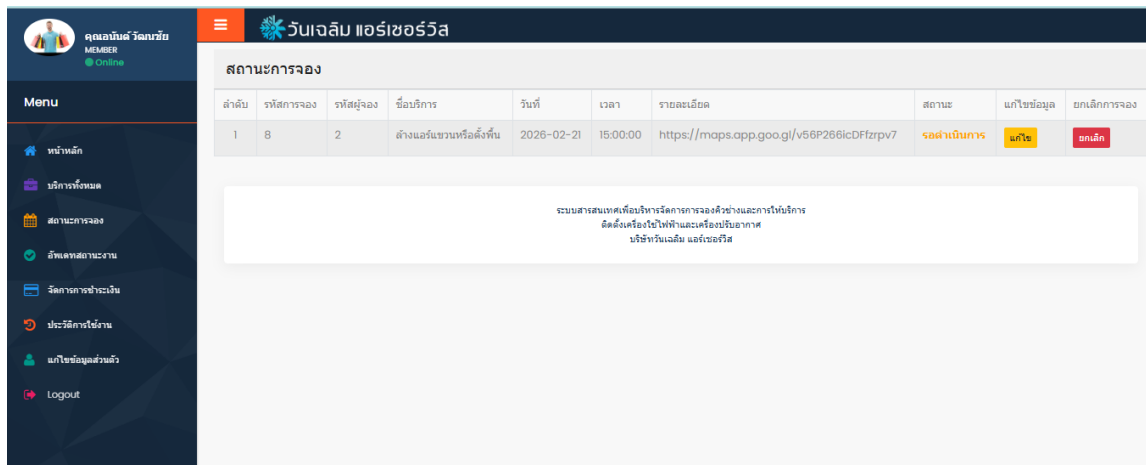 คุณอนันต์ วัฒนชัย
MEMBER
Online
Menu
หน้าหลัก
บริการทั้งหมด
สถานะการจอง
อัพเดทสถานะงาน
จัดการการชำระเงิน
ประวัติการใช้งาน
แก้ไขข้อมูลส่วนตัว
Logout
วันเฉลิม แอร์เซอร์วิส
สถานะการจอง
ลำดับ รหัสการจอง รหัสผู้จอง ชื่อบริการ วันที่ เวลา รายละเอียด สถานะ แก้ไขข้อมูล ยกเลิกการจอง
1 8 2 ล้างแอร์แขวนหรือตั้งพื้น 2026-02-21 15:00:00 https://maps.app.goo.gl/v56P266icDFfzrpv7 รอดำเนินการ แก้ไข ยกเลิก
ระบบสารสนเทศเพื่อบริหารจัดการการจองคิวช่างและการให้บริการ
ติดตั้งเครื่องใช้ไฟฟ้าและเครื่องปรับอากาศ
บริษัทวันเฉลิม แอร์เซอร์วิส